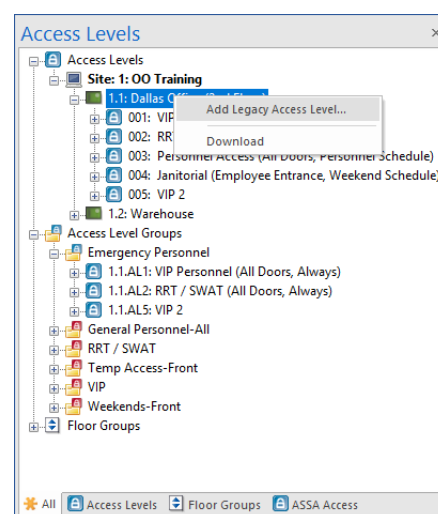 Access Levels
Access Levels
Site: 1: OO Training
1.1: Dallas
Add Legacy Access Level...
001: VIP
002: RRT
Download
003: Personnel Access (All Doors, Personnel Schedule)
004: Janitorial (Employee Entrance, Weekend Schedule)
005: VIP 2
1.2: Warehouse
Access Level Groups
Emergency Personnel
1.1.AL1: VIP Personnel (All Doors, Always)
1.1.AL2: RRT / SWAT (All Doors, Always)
1.1.AL5: VIP 2
General Personnel-All
RRT / SWAT
Temp Access-Front
VIP
Weekends-Front
Floor Groups
All Access Levels Floor Groups ASSA Access